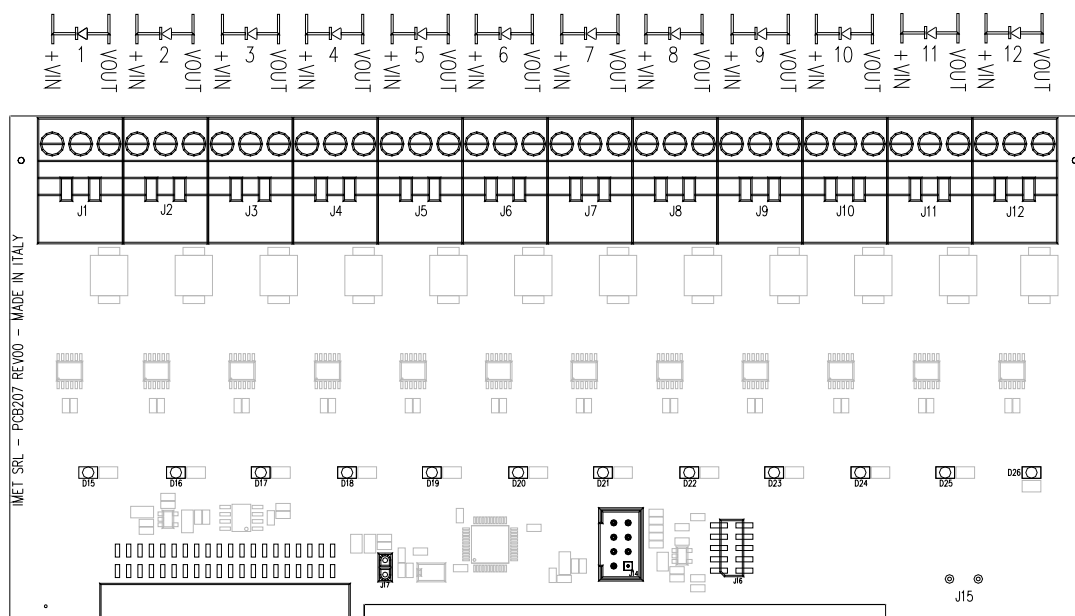 +VIN 1 VOUT +VIN 2 VOUT +VIN 3 VOUT +VIN 4 VOUT +VIN 5 VOUT +VIN 6 VOUT +VIN 7 VOUT +VIN 8 VOUT +VIN 9 VOUT +VIN 10 VOUT +VIN 11 VOUT +VIN 12 VOUT
J1 J2 J3 J4 J5 J6 J7 J8 J9 J10 J11 J12
IMET SRL - PCB207 REV00 - MADE IN ITALY
D15 D16 D17 D18 D19 D20 D21 D22 D23 D24 D25 D26
J17 J14 J16
J15